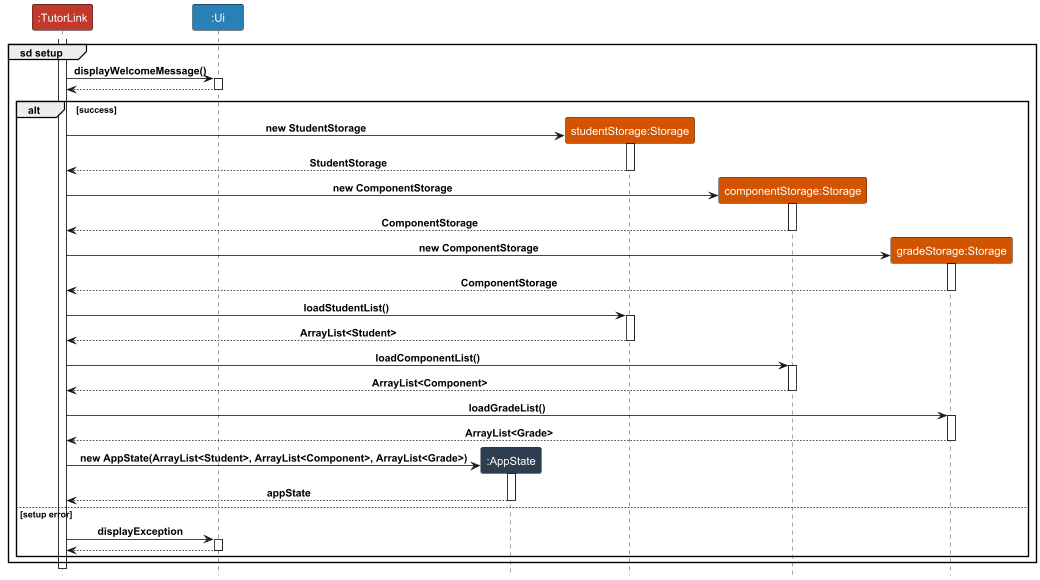 :TutorLink
:Ui
sd setup
displayWelcomeMessage()
alt
[success]
new StudentStorage
studentStorage:Storage
StudentStorage
new ComponentStorage
componentStorage:Storage
ComponentStorage
new ComponentStorage
gradeStorage:Storage
ComponentStorage
loadStudentList()
ArrayList<Student>
loadComponentList()
ArrayList<Component>
loadGradeList()
ArrayList<Grade>
new AppState(ArrayList<Student>, ArrayList<Component>, ArrayList<Grade>)
:AppState
appState
[setup error]
displayException